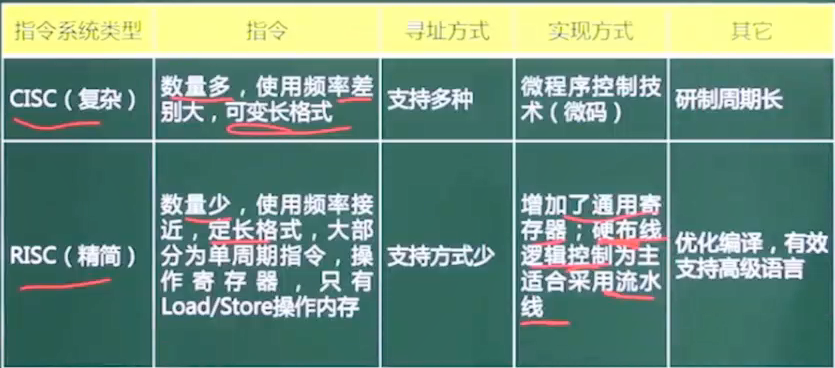 指令系统类型
指令
寻址方式
实现方式
其它
CISC（复杂）
数量多，使用频率差
别大，可变长格式
支持多种
微程序控制技
术（微码）
研制周期长
RISC（精简）
数量少，使用频率接
近，定长格式，大部
分为单周期指令，操
作寄存器，只有
Load/Store操作内存
支持方式少
增加了通用寄
存器；硬布线
逻辑控制为主
适合采用流水
线
优化编译，有效
支持高级语言